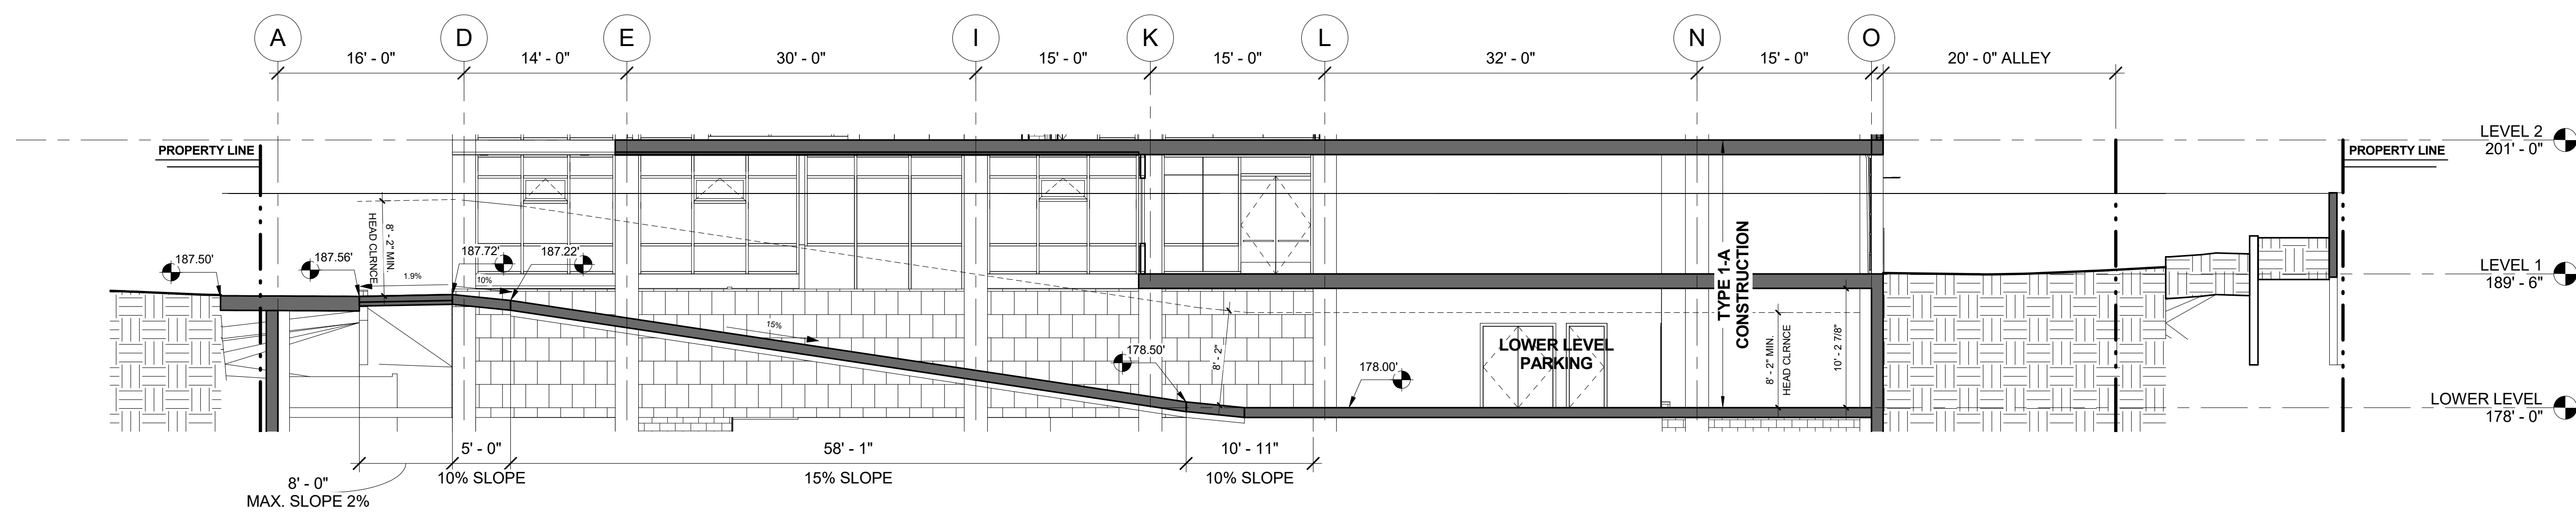 A
D
E
I
K
L
N
O
16' - 0"
14' - 0"
30' - 0"
15' - 0"
15' - 0"
32' - 0"
15' - 0"
20' - 0" ALLEY
PROPERTY LINE
PROPERTY LINE
LEVEL 2
201' - 0"
LEVEL 1
189' - 6"
LOWER LEVEL
178' - 0"
187.50'
187.56'
8' - 2" MIN.
HEAD CLRNCE
1.9%
187.72'
10%
187.22'
15%
178.50'
8' - 2"
178.00'
LOWER LEVEL
PARKING
TYPE 1-A
CONSTRUCTION
8' - 2" MIN.
HEAD CLRNCE
10' - 2 7/8"
8' - 0"
MAX. SLOPE 2%
5' - 0"
10% SLOPE
58' - 1"
15% SLOPE
10' - 11"
10% SLOPE